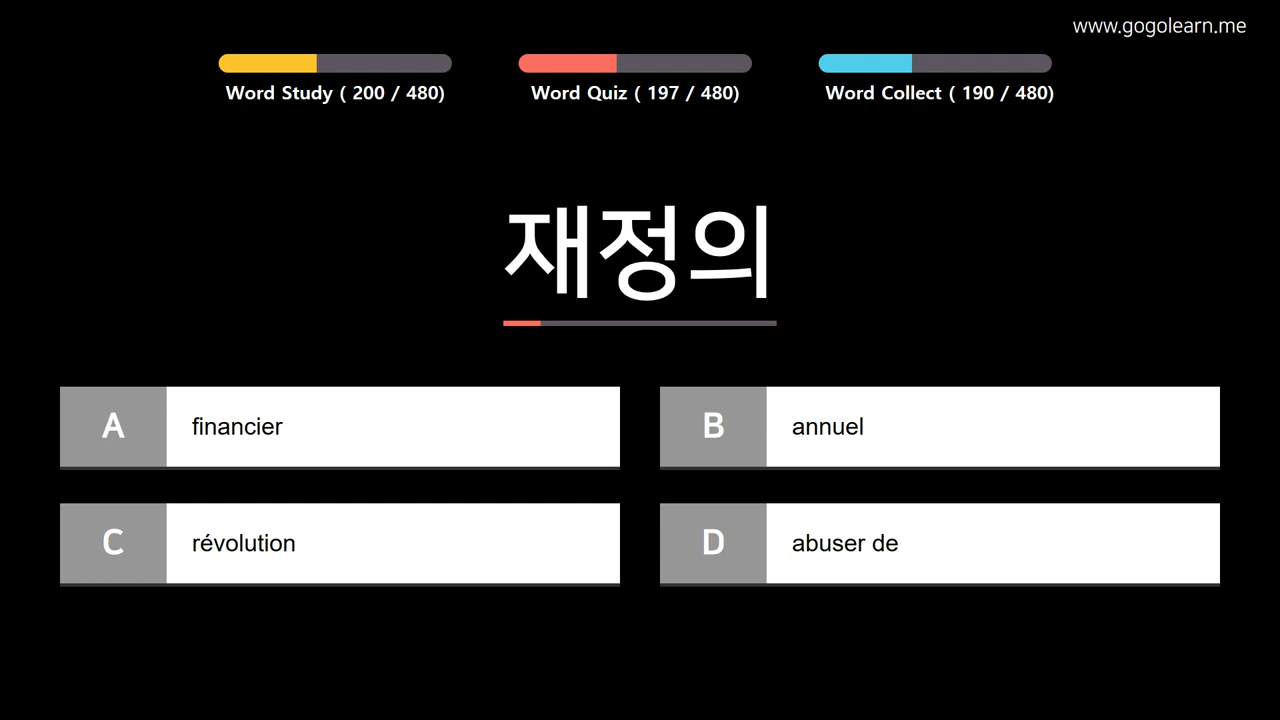 www.gogolearn.me
Word Study ( 200 / 480)
Word Quiz ( 197 / 480)
Word Collect ( 190 / 480)
재정의
A financier
B annuel
C révolution
D abuser de